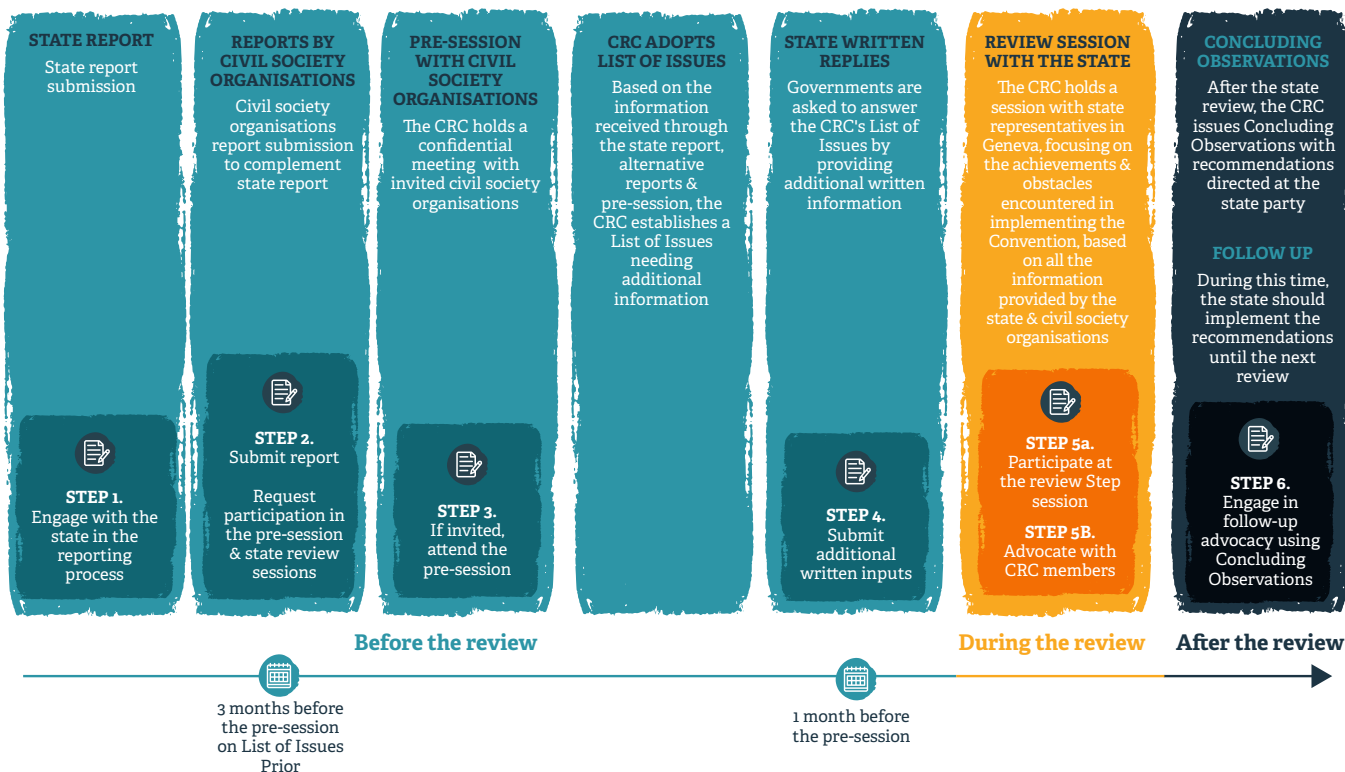 STATE REPORT
State report
submission
STEP 1.
Engage with the
state in the
reporting
process
REPORTS BY
CIVIL SOCIETY
ORGANISATIONS
Civil society
organisations
report submission
to complement
state report
STEP 2.
Submit report
Request
participation in
the pre-session
& state review
sessions
PRE-SESSION
WITH CIVIL
SOCIETY
ORGANISATIONS
The CRC holds a
confidential
meeting with
invited civil society
organisations
STEP 3.
If invited,
attend the
pre-session
CRC ADOPTS
LIST OF ISSUES
Based on the
information
received through
the state report,
alternative
reports &
pre-session, the
CRC establishes a
List of Issues
needing
additional
information
STATE WRITTEN
REPLIES
Governments are
asked to answer
the CRC's List of
Issues by
providing
additional written
information
STEP 4.
Submit
additional
written inputs
REVIEW SESSION
WITH THE STATE
The CRC holds a
session with state
representatives in
Geneva, focusing on
the achievements &
obstacles
encountered in
implementing the
Convention, based
on all the
information
provided by the
state & civil society
organisations
STEP 5a.
Participate at
the review Step
session
STEP 5B.
Advocate with
CRC members
CONCLUDING
OBSERVATIONS
After the state
review, the CRC
issues Concluding
Observations with
recommendations
directed at the
state party
FOLLOW UP
During this time,
the state should
implement the
recommendations
until the next
review
STEP 6.
Engage in
follow-up
advocacy using
Concluding
Observations
Before the review
During the review
After the review
3 months before
the pre-session
on List of Issues
Prior
1 month before
the pre-session